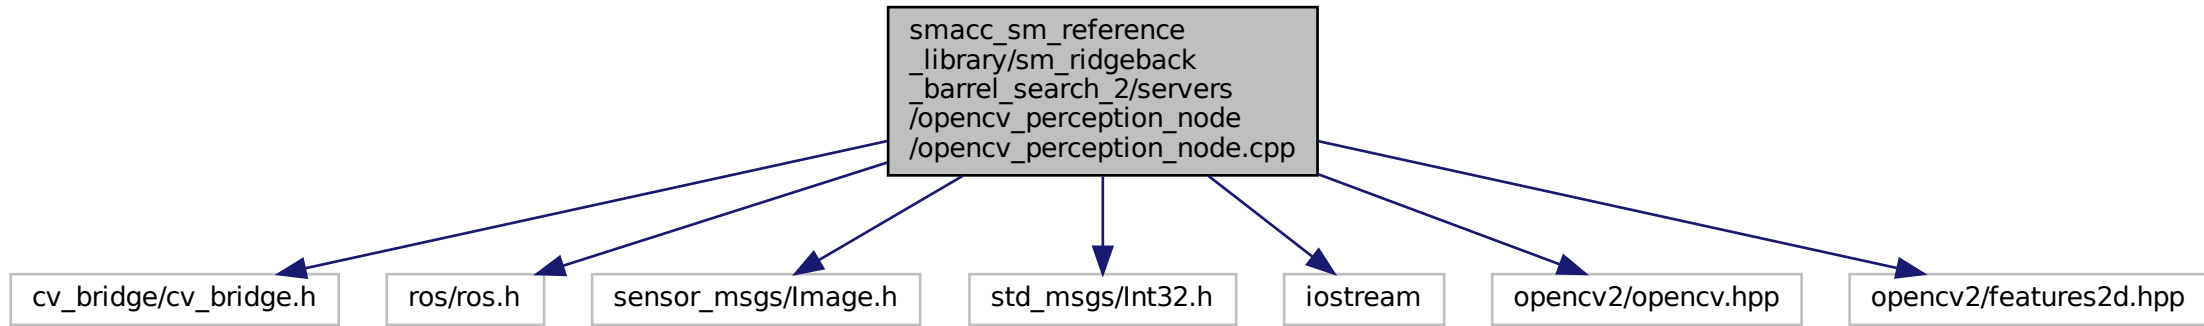 smacc_sm_reference
_library/sm_ridgeback
_barrel_search_2/servers
/opencv_perception_node
/opencv_perception_node.cpp
cv_bridge/cv_bridge.h
ros/ros.h
sensor_msgs/Image.h
std_msgs/Int32.h
iostream
opencv2/opencv.hpp
opencv2/features2d.hpp